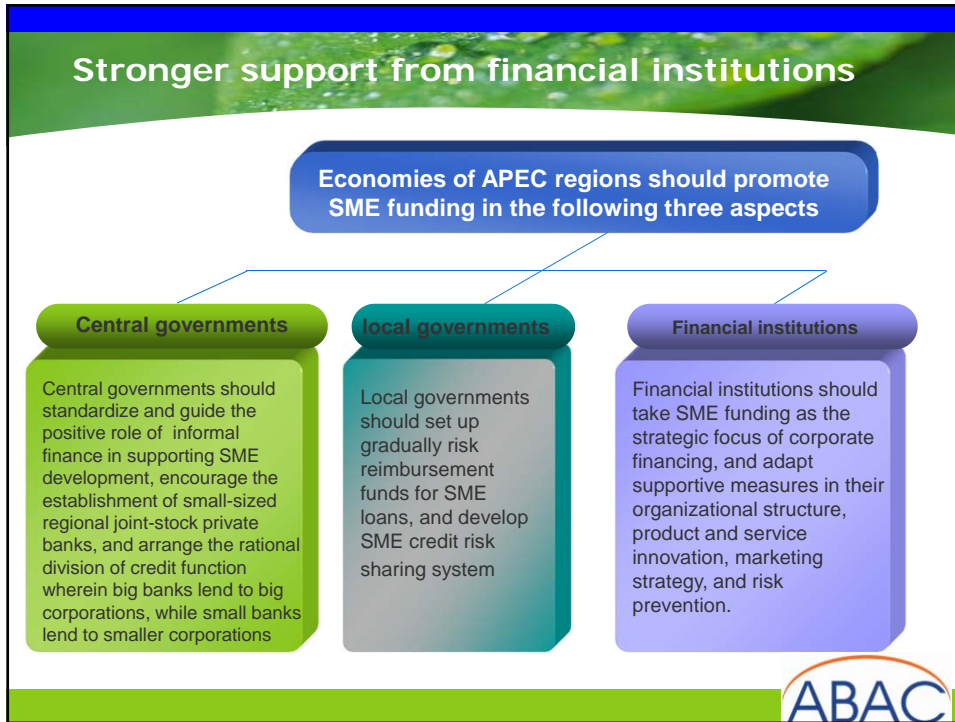 Stronger support from financial institutions
Economies of APEC regions should promote
SME funding in the following three aspects
Central governments
Central governments should
standardize and guide the
positive role of informal
finance in supporting SME
development, encourage the
establishment of small-sized
regional joint-stock private
banks, and arrange the rational
division of credit function
wherein big banks lend to big
corporations, while small banks
lend to smaller corporations
local governments
Local governments
should set up
gradually risk
reimbursement
funds for SME
loans, and develop
SME credit risk
sharing system
Financial institutions
Financial institutions should
take SME funding as the
strategic focus of corporate
financing, and adapt
supportive measures in their
organizational structure,
product and service
innovation, marketing
strategy, and risk
prevention.
ABAC